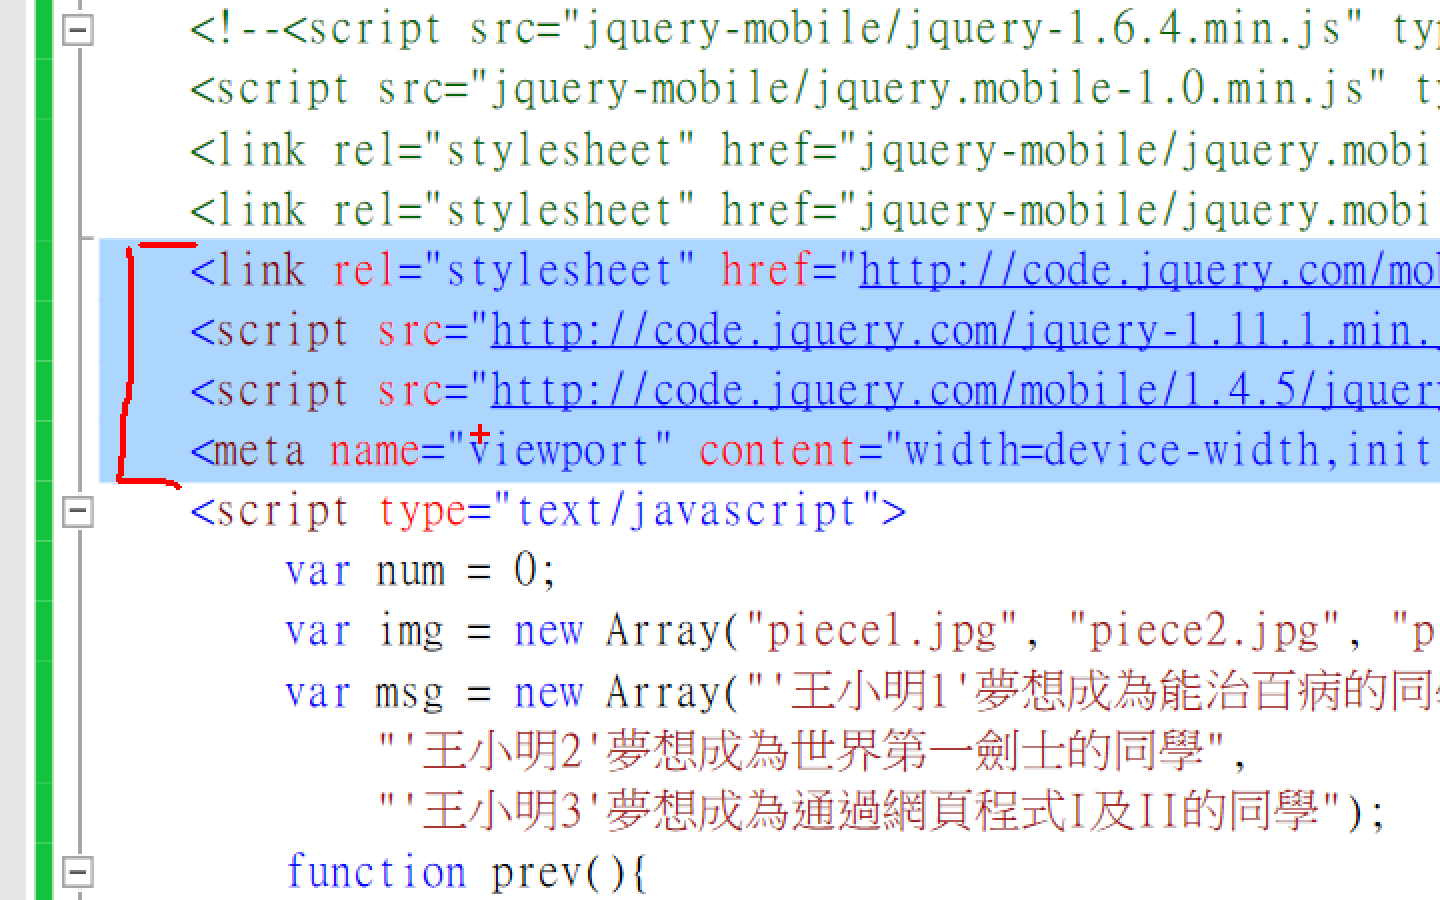 <!--<script src="jquery-mobile/jquery-1.6.4.min.js" ty
<script src="jquery-mobile/jquery.mobile-1.0.min.js" t
<link rel="stylesheet" href="jquery-mobile/jquery.mobi
<link rel="stylesheet" href="jquery-mobile/jquery.mobi
<link rel="stylesheet" href="http://code.jquery.com/mo
<script src="http://code.jquery.com/jquery-1.11.1.min.
<script src="http://code.jquery.com/mobile/1.4.5/jquery
<meta name="viewport" content="width=device-width,init
<script type="text/javascript">
var num = 0;
var img = new Array("piece1.jpg", "piece2.jpg", "p
var msg = new Array("'王小明1'夢想成為能治百病的同
"'王小明2'夢想成為世界第一劍士的同學",
"'王小明3'夢想成為通過網頁程式I及II的同學");
function prev(){